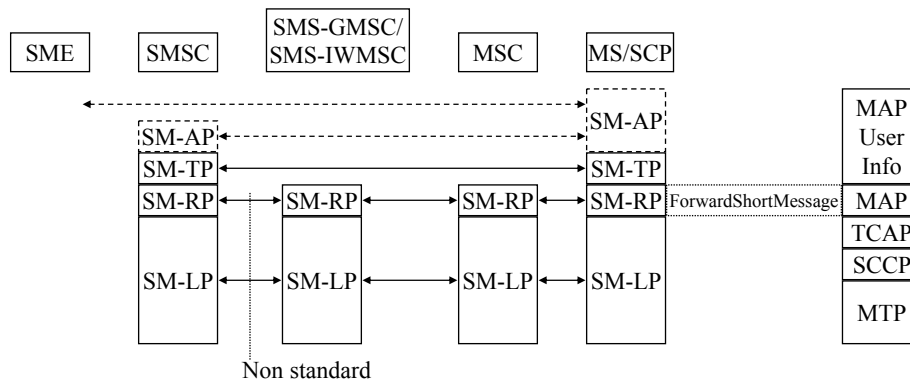 SME
SMSC
SMS-GMSC/
SMS-IWMSC
MSC
MS/SCP
SM-AP
SM-AP
MAP
User
Info
SM-TP
SM-TP
SM-RP
SM-RP
SM-RP
SM-RP
ForwardShortMessage
MAP
TCAP
SCCP
SM-LP
SM-LP
SM-LP
SM-LP
MTP
Non standard